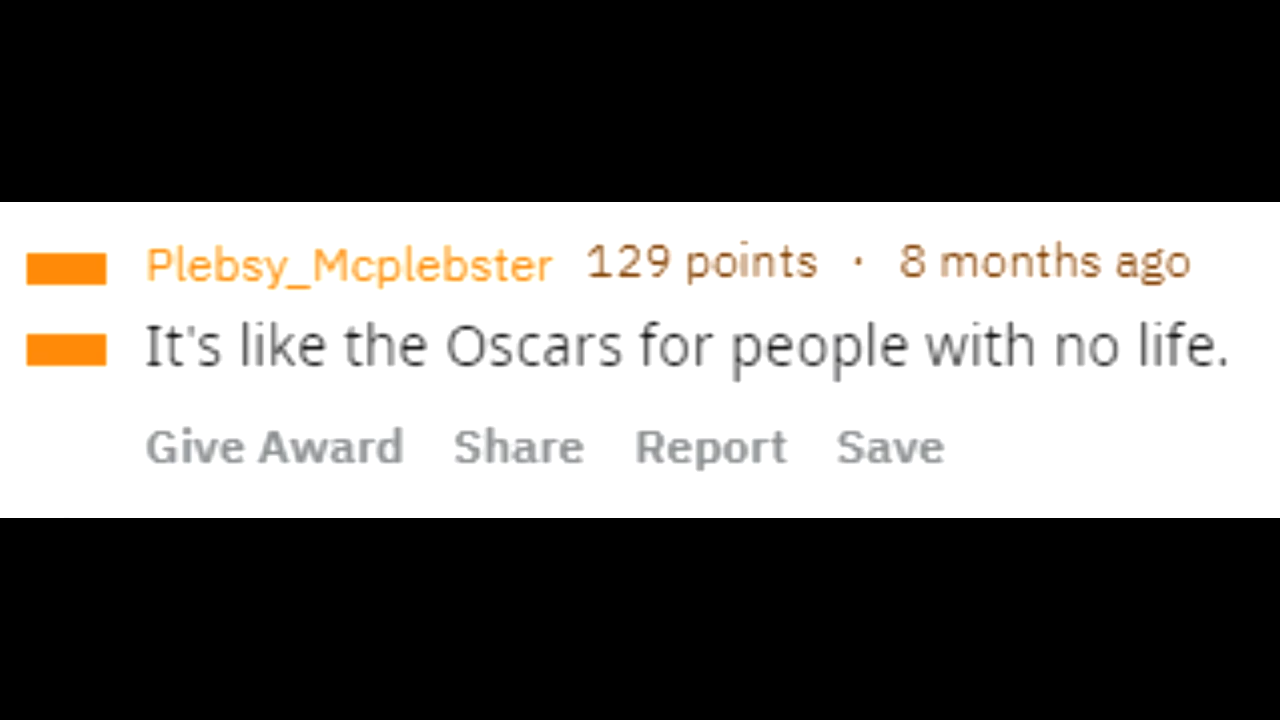 Plebsy_Mcplebster 129 points · 8 months ago
It's like the Oscars for people with no life.
Give Award Share Report Save